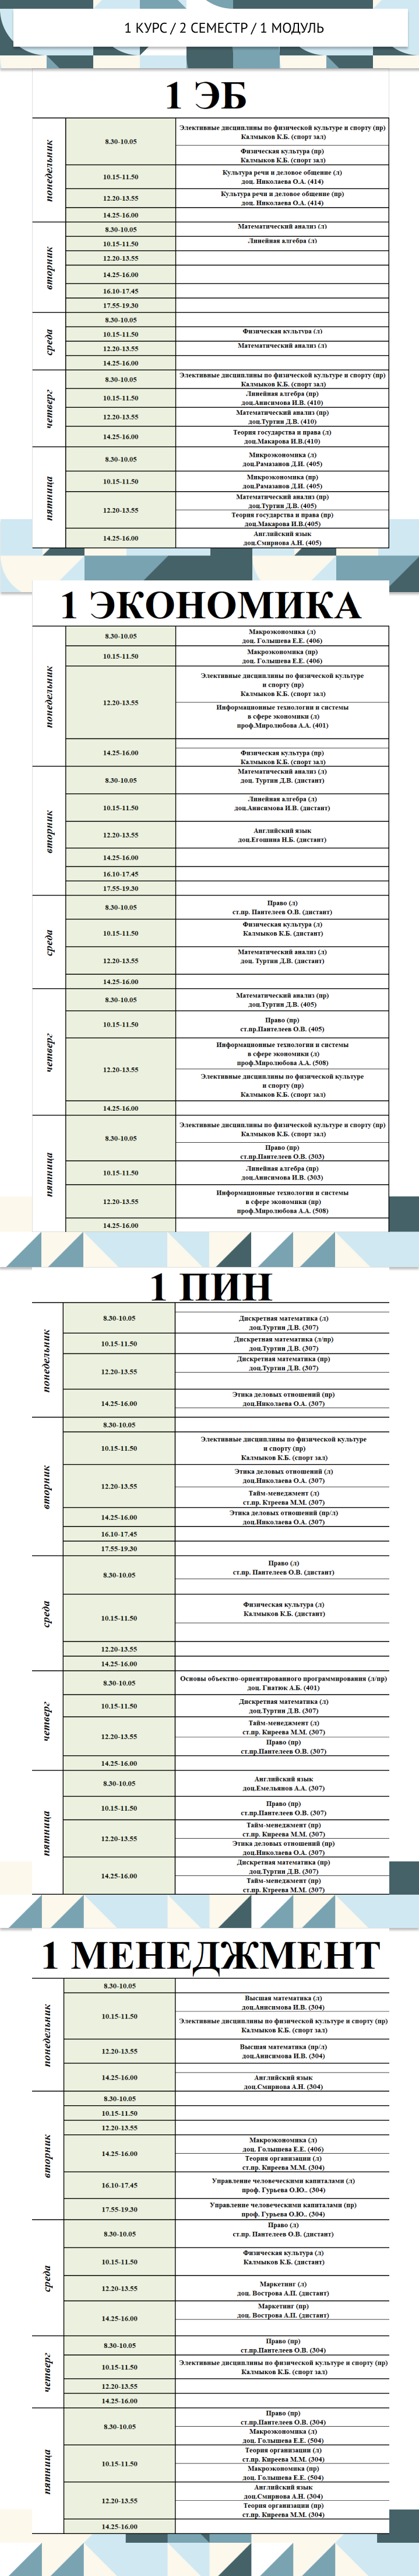 1 КУРС / 2 СЕМЕСТР / 1 МОДУЛЬ
1 ЭБ
понедельник
8.30-10.05
Элективные дисциплины по физической культуре и спорту (пр)
Калмыков К.Б. (спорт зал)
Физическая культура (пр)
Калмыков К.Б. (спорт зал)
10.15-11.50
Культура речи и деловое общение (л)
доц. Николаева О.А. (414)
12.20-13.55
Культура речи и деловое общение (пр)
доц. Николаева О.А. (414)
14.25-16.00
вторник
8.30-10.05
Математический анализ (л)
10.15-11.50
Линейная алгебра (л)
12.20-13.55
14.25-16.00
16.10-17.45
17.55-19.30
среда
8.30-10.05
10.15-11.50
Физическая культура (л)
12.20-13.55
Математический анализ (л)
14.25-16.00
четверг
8.30-10.05
Элективные дисциплины по физической культуре и спорту (пр)
Калмыков К.Б. (спорт зал)
10.15-11.50
Линейная алгебра (пр)
доц.Анисимова И.В. (410)
12.20-13.55
Математический анализ (пр)
доц.Туртин Д.В. (410)
14.25-16.00
Теория государства и права (л)
доц.Макарова И.В.(410)
пятница
8.30-10.05
Микроэкономика (л)
доц.Рамазанов Д.И. (405)
10.15-11.50
Микроэкономика (пр)
доц.Рамазанов Д.И. (405)
12.20-13.55
Математический анализ (пр)
доц.Туртин Д.В. (405)
Теория государства и права (пр)
доц.Макарова И.В.(405)
14.25-16.00
Английский язык
доц.Смирнова А.Н. (405)
1 ЭКОНОМИКА
понедельник
8.30-10.05
Макроэкономика (л)
доц. Голышева Е.Е. (406)
10.15-11.50
Макроэкономика (пр)
доц. Голышева Е.Е. (406)
12.20-13.55
Элективные дисциплины по физической культуре
и спорту (пр)
Калмыков К.Б. (спорт зал)
Информационные технологии и системы
в сфере экономики (л)
проф.Миролюбова А.А. (401)
14.25-16.00
Физическая культура (пр)
Калмыков К.Б. (спорт зал)
вторник
8.30-10.05
Математический анализ (л)
доц. Туртин Д.В. (дистант)
10.15-11.50
Линейная алгебра (л)
доц.Анисимова И.В. (дистант)
12.20-13.55
Английский язык
доц.Егошина Н.Б. (дистант)
14.25-16.00
16.10-17.45
17.55-19.30
среда
8.30-10.05
Право (л)
ст.пр. Пантелеев О.В. (дистант)
10.15-11.50
Физическая культура (л)
Калмыков К.Б. (дистант)
12.20-13.55
Математический анализ (л)
доц. Туртин Д.В. (дистант)
14.25-16.00
четверг
8.30-10.05
Математический анализ (пр)
доц.Туртин Д.В. (405)
10.15-11.50
Право (пр)
ст.пр.Пантелеев О.В. (405)
12.20-13.55
Информационные технологии и системы
в сфере экономики (л)
проф.Миролюбова А.А. (508)
Элективные дисциплины по физической культуре
и спорту (пр)
Калмыков К.Б. (спорт зал)
14.25-16.00
пятница
8.30-10.05
Элективные дисциплины по физической культуре и спорту (пр)
Калмыков К.Б. (спорт зал)
Право (пр)
ст.пр.Пантелеев О.В. (303)
10.15-11.50
Линейная алгебра (пр)
доц.Анисимова И.В. (303)
12.20-13.55
Информационные технологии и системы
в сфере экономики (пр)
проф.Миролюбова А.А. (508)
14.25-16.00
1 ПИН
понедельник
8.30-10.05
Дискретная математика (л)
доц.Туртин Д.В. (307)
10.15-11.50
Дискретная математика (л/пр)
доц.Туртин Д.В. (307)
12.20-13.55
Дискретная математика (пр)
доц.Туртин Д.В. (307)
14.25-16.00
Этика деловых отношений (пр)
доц.Николаева О.А. (307)
вторник
8.30-10.05
10.15-11.50
Элективные дисциплины по физической культуре
и спорту (пр)
Калмыков К.Б. (спорт зал)
12.20-13.55
Этика деловых отношений (л)
доц.Николаева О.А. (307)
Тайм-менеджмент (л)
ст.пр. Ктреева М.М. (307)
14.25-16.00
Этика деловых отношений (пр/л)
доц.Николаева О.А. (307)
16.10-17.45
17.55-19.30
среда
8.30-10.05
Право (л)
ст.пр. Пантелеев О.В. (дистант)
10.15-11.50
Физическая культура (л)
Калмыков К.Б. (дистант)
12.20-13.55
14.25-16.00
четверг
8.30-10.05
Основы объектно-ориентированного программирования (л/пр)
доц. Гнатюк А.Б. (401)
10.15-11.50
Дискретная математика (л)
доц.Туртин Д.В. (307)
12.20-13.55
Тайм-менеджмент (л)
ст.пр. Киреева М.М. (307)
Право (пр)
ст.пр.Пантелеев О.В. (307)
14.25-16.00
пятница
8.30-10.05
Английский язык
доц.Емельянов А.А. (307)
10.15-11.50
Право (пр)
ст.пр.Пантелеев О.В. (307)
12.20-13.55
Тайм-менеджмент (пр)
ст.пр. Киреева М.М. (307)
Этика деловых отношений (пр)
доц.Николаева О.А. (307)
14.25-16.00
Дискретная математика (пр)
доц.Туртин Д.В. (307)
Тайм-менеджмент (пр)
ст.пр. Ктреева М.М. (307)
1 МЕНЕДЖМЕНТ
понедельник
8.30-10.05
10.15-11.50
Высшая математика (л)
доц.Анисимова И.В. (304)
Элективные дисциплины по физической культуре и спорту (пр)
Калмыков К.Б. (спорт зал)
12.20-13.55
Высшая математика (пр/л)
доц.Анисимова И.В. (304)
14.25-16.00
Английский язык
доц.Смирнова А.Н. (304)
вторник
8.30-10.05
10.15-11.50
12.20-13.55
14.25-16.00
Макроэкономика (л)
доц. Голышева Е.Е. (406)
Теория организации (л)
ст.пр. Киреева М.М. (304)
16.10-17.45
Управление человеческими капиталами (л)
проф. Гурьева О.Ю.. (304)
17.55-19.30
Управление человеческими капиталами (пр)
проф. Гурьева О.Ю.. (304)
среда
8.30-10.05
Право (л)
ст.пр. Пантелеев О.В. (дистант)
10.15-11.50
Физическая культура (л)
Калмыков К.Б. (дистант)
12.20-13.55
Маркетинг (л)
доц. Вострова А.П. (дистант)
14.25-16.00
Маркетинг (пр)
доц. Вострова А.П. (дистант)
четверг
8.30-10.05
Право (пр)
ст.пр.Пантелеев О.В. (304)
10.15-11.50
Элективные дисциплины по физической культуре и спорту (пр)
Калмыков К.Б. (спорт зал)
12.20-13.55
14.25-16.00
пятница
8.30-10.05
Право (пр)
ст.пр.Пантелеев О.В. (304)
Макроэкономика (л)
доц. Голышева Е.Е. (504)
10.15-11.50
Теория организации (л)
ст.пр. Киреева М.М. (304)
Макроэкономика (пр)
доц. Голышева Е.Е. (504)
12.20-13.55
Английский язык
доц.Смирнова А.Н. (304)
Теория организации (пр)
ст.пр. Киреева М.М. (304)
14.25-16.00